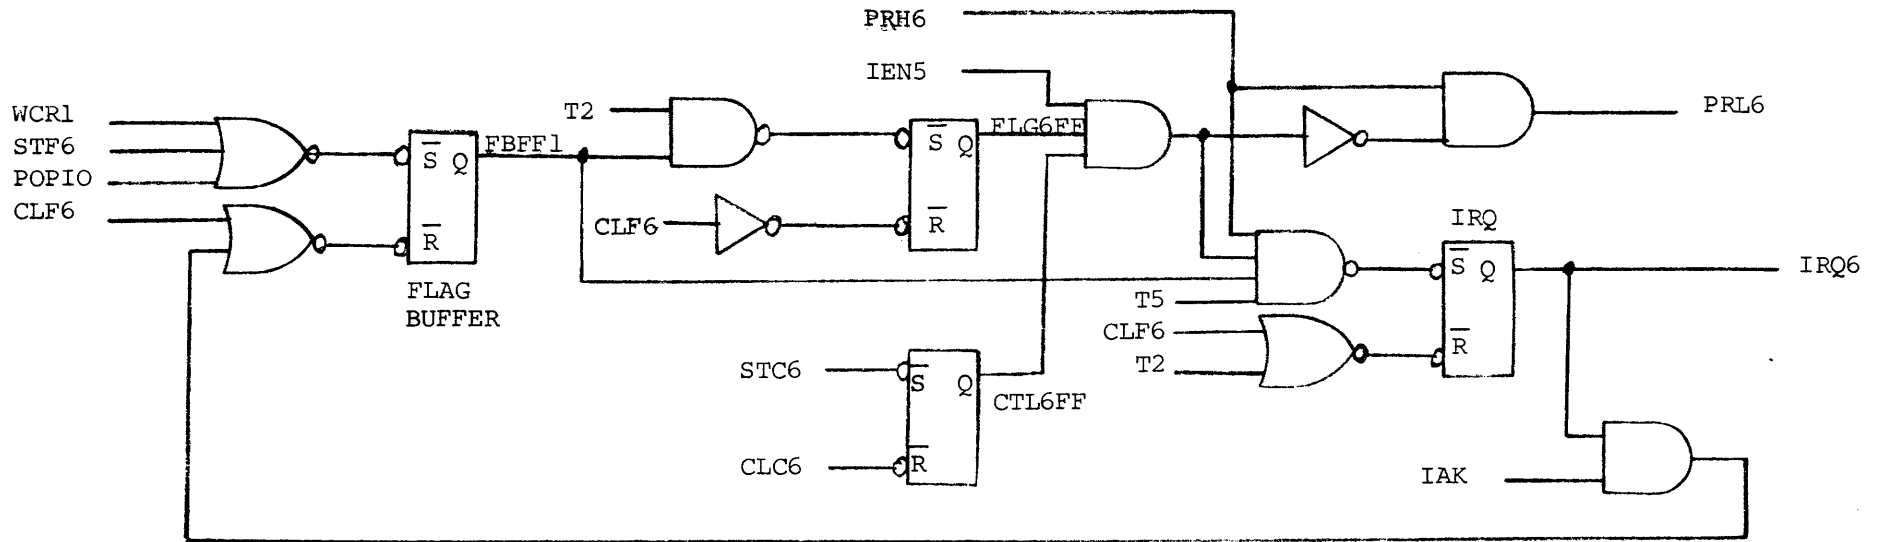 PRH6
IEN5
WCR1
STF6
POPIO
CLF6
S Q
R
FBFF1
FLAG
BUFFER
T2
CLF6
S Q
R
FLG6FF
STC6
CLC6
S Q
R
CTL6FF
PRL6
T5
CLF6
T2
IRQ
S Q
R
IRQ6
IAK